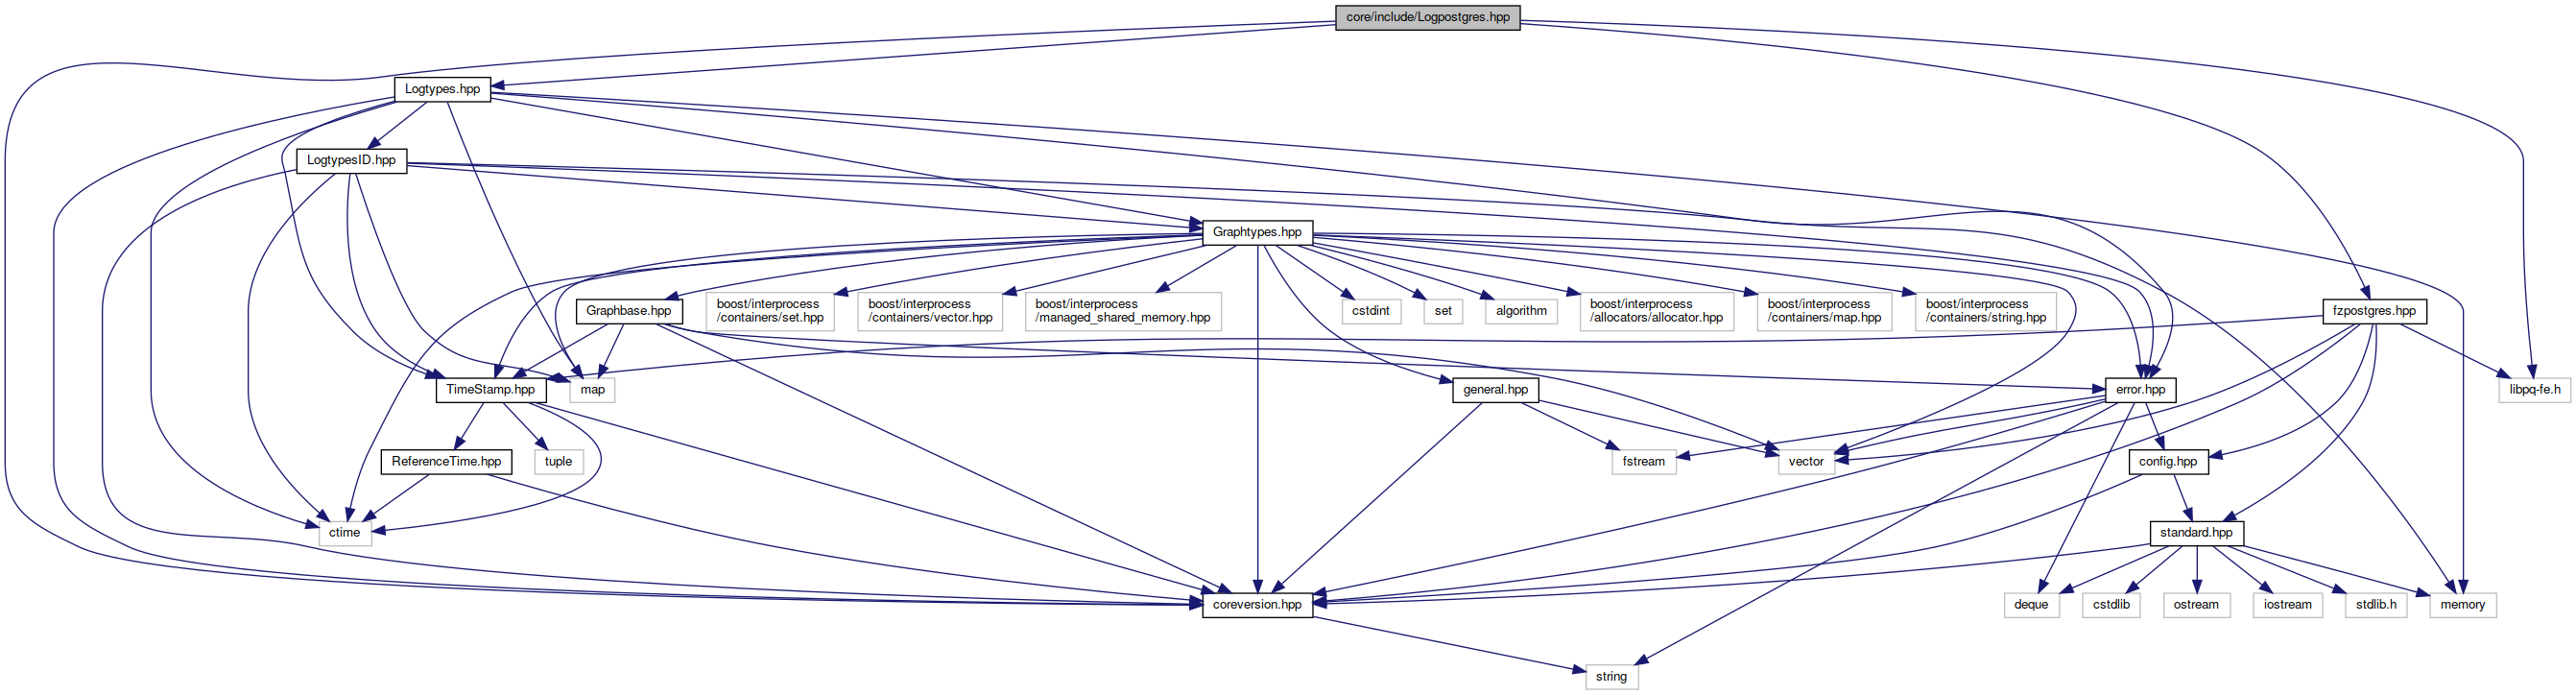 core/include/Logpostgres.hpp
Logtypes.hpp
LogtypesID.hpp
Graphtypes.hpp
Graphbase.hpp
boost/interprocess
/containers/set.hpp
boost/interprocess
/containers/vector.hpp
boost/interprocess
/managed_shared_memory.hpp
cstdint
set
algorithm
boost/interprocess
/allocators/allocator.hpp
boost/interprocess
/containers/map.hpp
boost/interprocess
/containers/string.hpp
fzpostgres.hpp
TimeStamp.hpp
map
general.hpp
error.hpp
libpq-fe.h
ReferenceTime.hpp
tuple
fstream
vector
config.hpp
ctime
standard.hpp
coreversion.hpp
deque
cstdlib
ostream
iostream
stdlib.h
memory
string